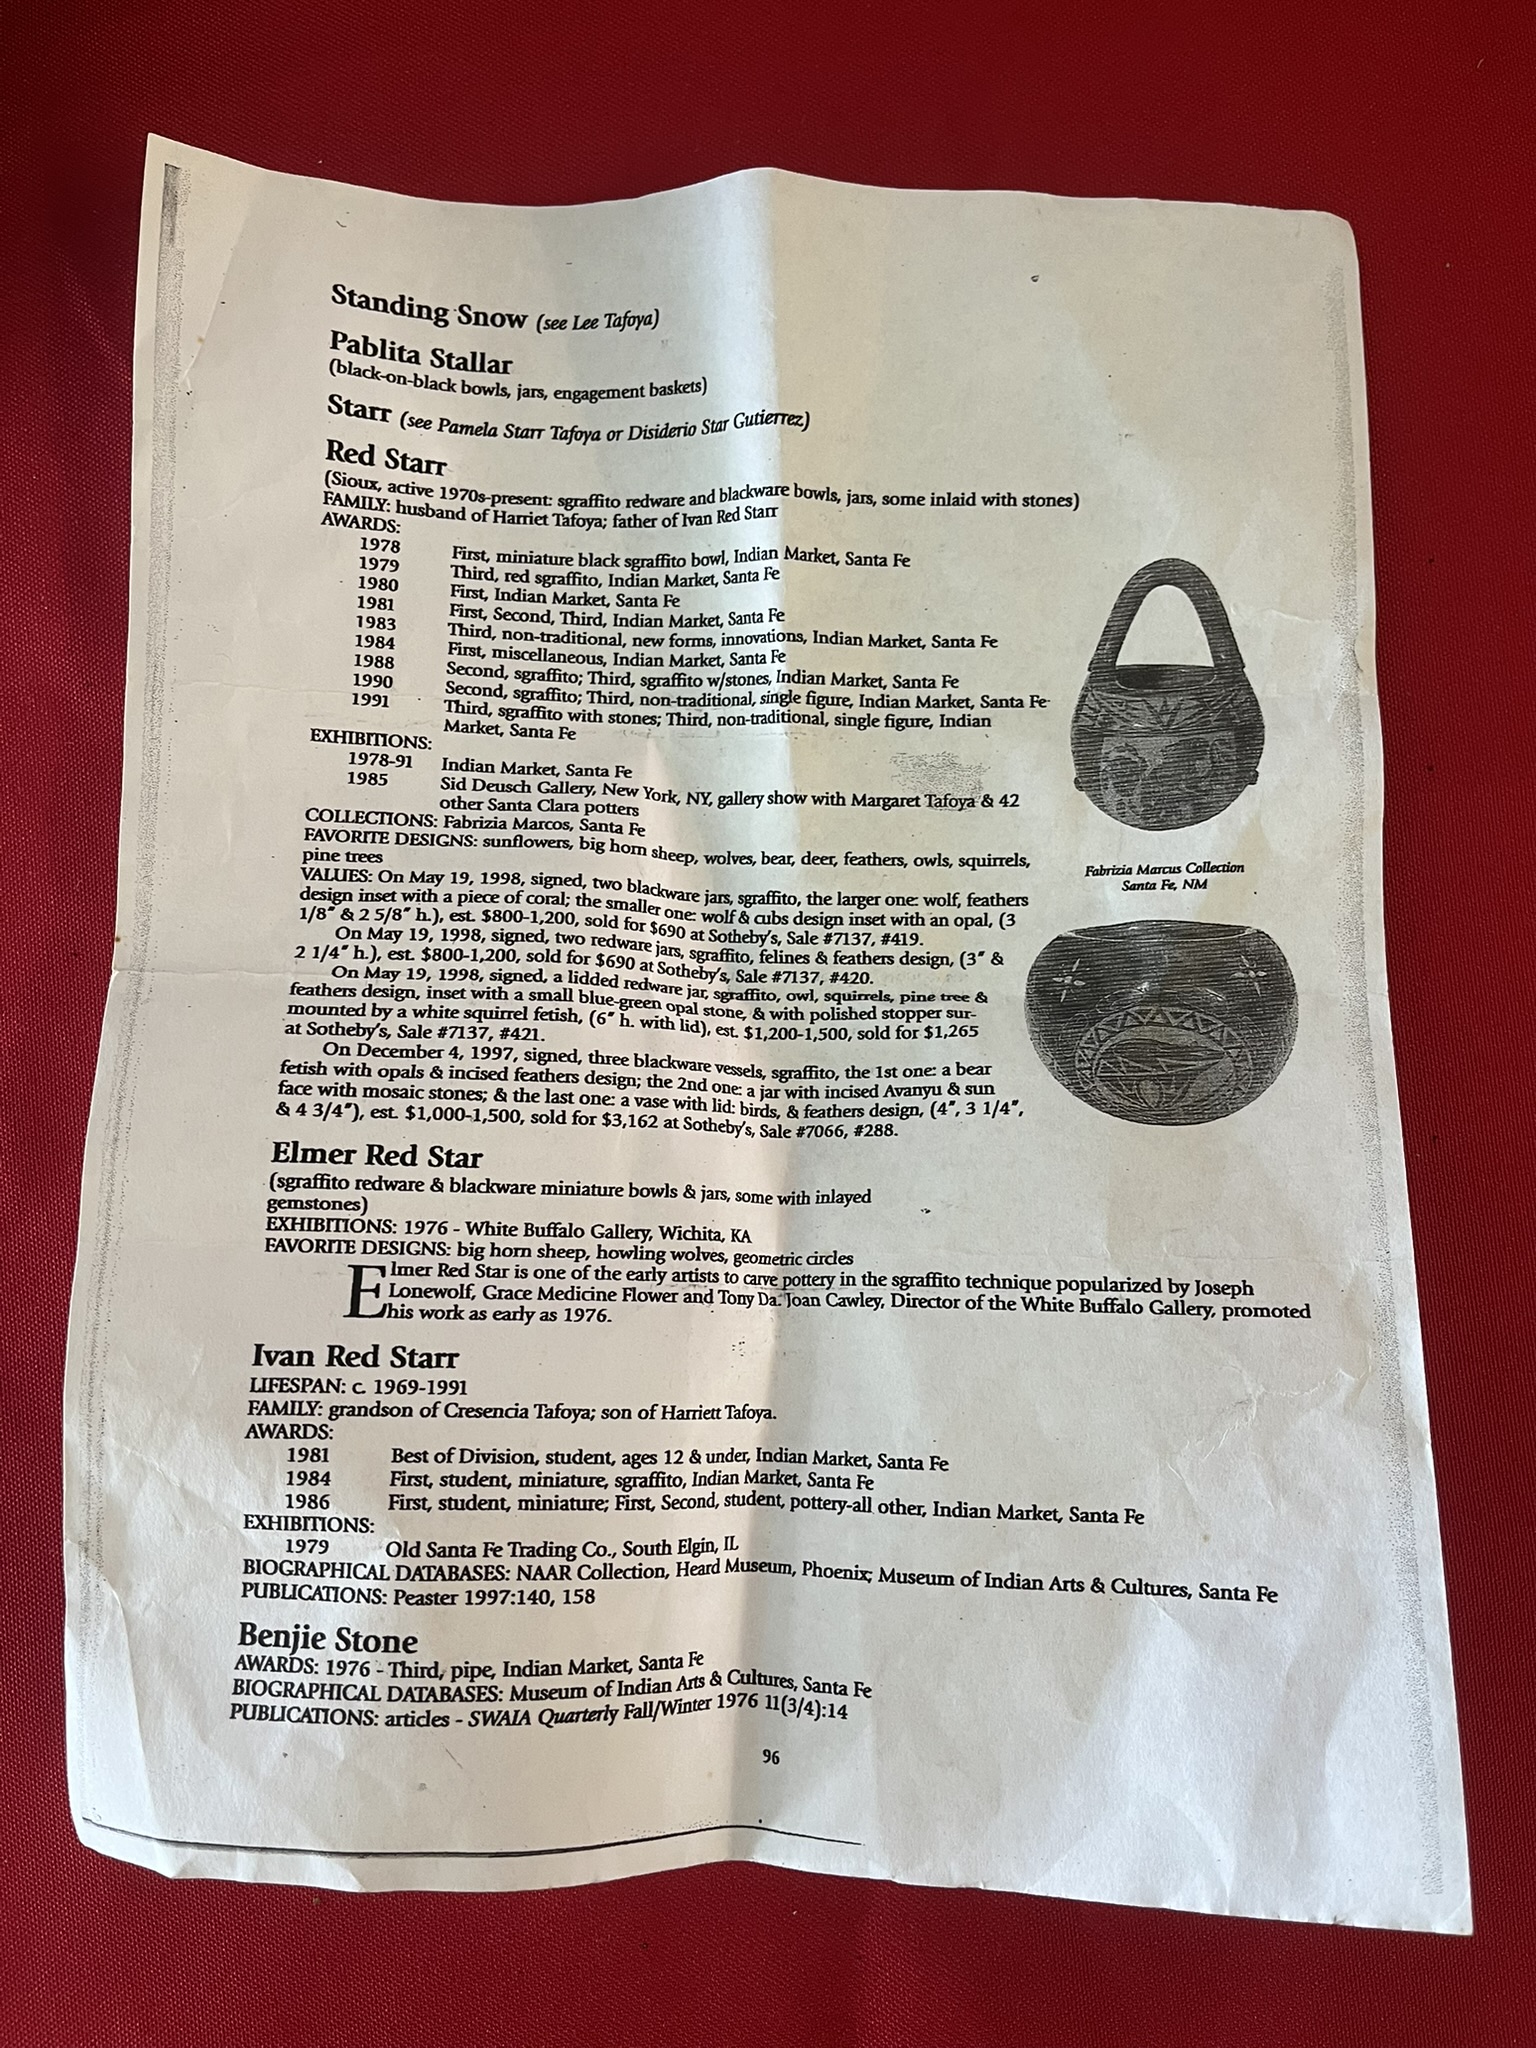 Standing Snow (see Lee Tafoya)
Pablita Stallar
(black-on-black bowls, jars, engagement baskets)
Starr (see Pamela Starr Tafoya or Disiderio Star Gutierrez)
Red Starr
(Sioux, active 1970s-present: sgraffito redware and blackware bowls, jars, some inlaid with stones)
FAMILY: husband of Harriet Tafoya; father of Ivan Red Starr
AWARDS:
1978 First, miniature black sgraffito bowl, Indian Market, Santa Fe
1979 Third, red sgraffito, Indian Market, Santa Fe
1980 First, Indian Market, Santa Fe
1981 First, Second, Third, Indian Market, Santa Fe
1983 Third, non-traditional, new forms, innovations, Indian Market, Santa Fe
1984 First, miscellaneous, Indian Market, Santa Fe
1988 Second, sgraffito; Third, sgraffito w/stones, Indian Market, Santa Fe
1990 Second, sgraffito; Third, non-traditional, single figure, Indian Market, Santa Fe
1991 Third, sgraffito with stones; Third, non-traditional, single figure, Indian
Market, Santa Fe
EXHIBITIONS:
1978-91 Indian Market, Santa Fe
1985 Sid Deusch Gallery, New York, NY, gallery show with Margaret Tafoya & 42
other Santa Clara potters
COLLECTIONS: Fabrizia Marcos, Santa Fe
FAVORITE DESIGNS: sunflowers, big horn sheep, wolves, bear, deer, feathers, owls, squirrels,
pine trees
VALUES: On May 19, 1998, signed, two blackware jars, sgraffito, the larger one: wolf, feathers
design inset with a piece of coral; the smaller one: wolf & cubs design inset with an opal, (3
1/8" & 2 5/8" h.), est. $800-1,200, sold for $690 at Sotheby's, Sale #7137, #419.
On May 19, 1998, signed, two redware jars, sgraffito, felines & feathers design, (3" &
2 1/4" h.), est. $800-1,200, sold for $690 at Sotheby's, Sale #7137, #420.
On May 19, 1998, signed, a lidded redware jar, sgraffito, owl, squirrels, pine tree &
feathers design, inset with a small blue-green opal stone, & with polished stopper sur-
mounted by a white squirrel fetish, (6" h. with lid), est. $1,200-1,500, sold for $1,265
at Sotheby's, Sale #7137, #421.
On December 4, 1997, signed, three blackware vessels, sgraffito, the 1st one: a bear
fetish with opals & incised feathers design; the 2nd one: a jar with incised Avanyu & sun
face with mosaic stones; & the last one: a vase with lid: birds, & feathers design, (4", 3 1/4",
& 4 3/4"), est. $1,000-1,500, sold for $3,162 at Sotheby's, Sale #7066, #288.
Fabrizia Marcus Collection
Santa Fe, NM
Elmer Red Star
(sgraffito redware & blackware miniature bowls & jars, some with inlayed
gemstones)
EXHIBITIONS: 1976 - White Buffalo Gallery, Wichita, KA
FAVORITE DESIGNS: big horn sheep, howling wolves, geometric circles
Elmer Red Star is one of the early artists to carve pottery in the sgraffito technique popularized by Joseph
Lonewolf, Grace Medicine Flower and Tony Da. Joan Cawley, Director of the White Buffalo Gallery, promoted
his work as early as 1976.
Ivan Red Starr
LIFESPAN: c. 1969-1991
FAMILY: grandson of Cresencia Tafoya; son of Harriett Tafoya.
AWARDS:
1981 Best of Division, student, ages 12 & under, Indian Market, Santa Fe
1984 First, student, miniature, sgraffito, Indian Market, Santa Fe
1986 First, student, miniature; First, Second, student, pottery-all other, Indian Market, Santa Fe
EXHIBITIONS:
1979 Old Santa Fe Trading Co., South Elgin, IL
BIOGRAPHICAL DATABASES: NAAR Collection, Heard Museum, Phoenix; Museum of Indian Arts & Cultures, Santa Fe
PUBLICATIONS: Peaster 1997:140, 158
Benjie Stone
AWARDS: 1976 - Third, pipe, Indian Market, Santa Fe
BIOGRAPHICAL DATABASES: Museum of Indian Arts & Cultures, Santa Fe
PUBLICATIONS: articles - SWAIA Quarterly Fall/Winter 1976 11(3/4):14
96